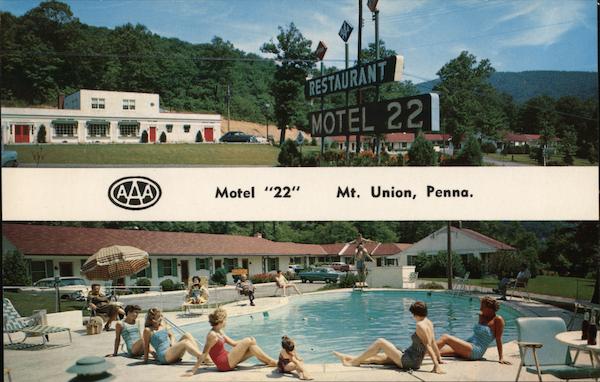 RESTAURANT
MOTEL 22
AAA
Motel "22" Mt. Union, Penna.